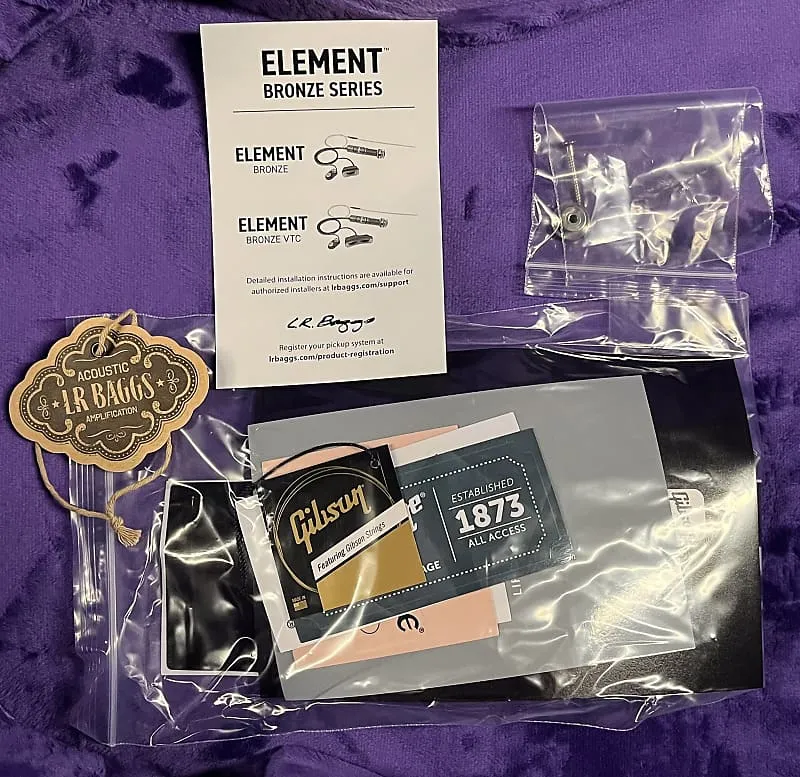 ELEMENT™
BRONZE SERIES
ELEMENT
BRONZE
ELEMENT
BRONZE VTC
Detailed installation instructions are available for
authorized installers at lrbaggs.com/support
L.R. Baggs
Register your pickup system at
lrbaggs.com/product-registration
ACOUSTIC
LR BAGGS
AMPLIFICATION
Gibson
Featuring Gibson Strings
MADE IN
ESTABLISHED
1873
ALL ACCESS